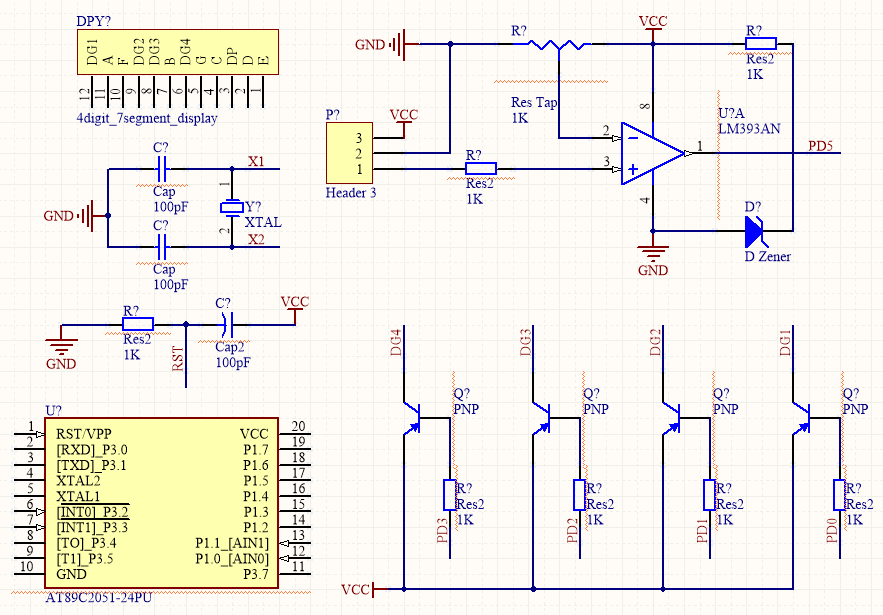 DPY?
DG1 A F DG2 DG3 B DG4 G C DP D E
12 11 10 9 8 7 6 5 4 3 2 1
4digit_7segment_display
C?
Cap
100pF
X1
GND
1
Y?
XTAL
2
C?
Cap
100pF
X2
R?
Res2
1K
C?
Cap2
100pF
VCC
GND
RST
GND
R?
Res Tap
1K
VCC
R?
Res2
1K
P?
VCC
3
2
1
Header 3
R?
Res2
1K
8
2
3
1
4
U?A
LM393AN
PD5
D?
D Zener
GND
U?
1 RST/VPP VCC 20
2 [RXD]_P3.0 P1.7 19
3 [TXD]_P3.1 P1.6 18
4 XTAL2 P1.5 17
5 XTAL1 P1.4 16
6 [INT0]_P3.2 P1.3 15
7 [INT1]_P3.3 P1.2 14
8 [TO]_P3.4 P1.1_[AIN1] 13
9 [T1]_P3.5 P1.0_[AIN0] 12
10 GND P3.7 11
AT89C2051-24PU
DG4
Q?
PNP
R?
Res2
1K
PD3
DG3
Q?
PNP
R?
Res2
1K
PD2
DG2
Q?
PNP
R?
Res2
1K
PD1
DG1
Q?
PNP
R?
Res2
1K
PD0
VCC